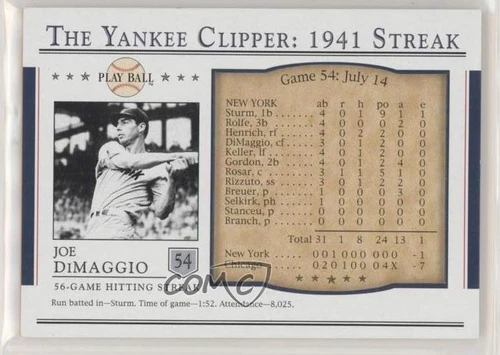 THE YANKEE CLIPPER: 1941 STREAK
PLAY BALL
Game 54: July 14
NEW YORK ab r h po a e
Sturm, 1b . . . . . . . 4 0 1 9 1 1
Rolfe, 3b . . . . . . . 4 0 0 0 2 0
Henrich, rf . . . . . 4 0 2 2 0 0
DiMaggio, cf . . . . 3 0 1 2 0 0
Keller, lf . . . . . . . 4 0 1 2 0 0
Gordon, 2b . . . . . 4 0 1 2 4 0
Rosar, c . . . . . . . 3 1 1 5 1 0
Rizzuto, ss . . . . . 3 0 1 2 2 0
Breuer, p . . . . . . 1 0 0 0 3 0
Selkirk, ph . . . . . 1 0 0 0 0 0
Stanceu, p . . . . . 0 0 0 0 0 0
Branch, p . . . . . . 0 0 0 0 0 0
Total 31 1 8 24 13 1
New York . . . . . 001000 000 -1
Chicago . . . . . . 020100 04X -7
JOE
DIMAGGIO
54
56-GAME HITTING STREAK
Run batted in—Sturm. Time of game—1:52. Attendance—8,025.
COMC